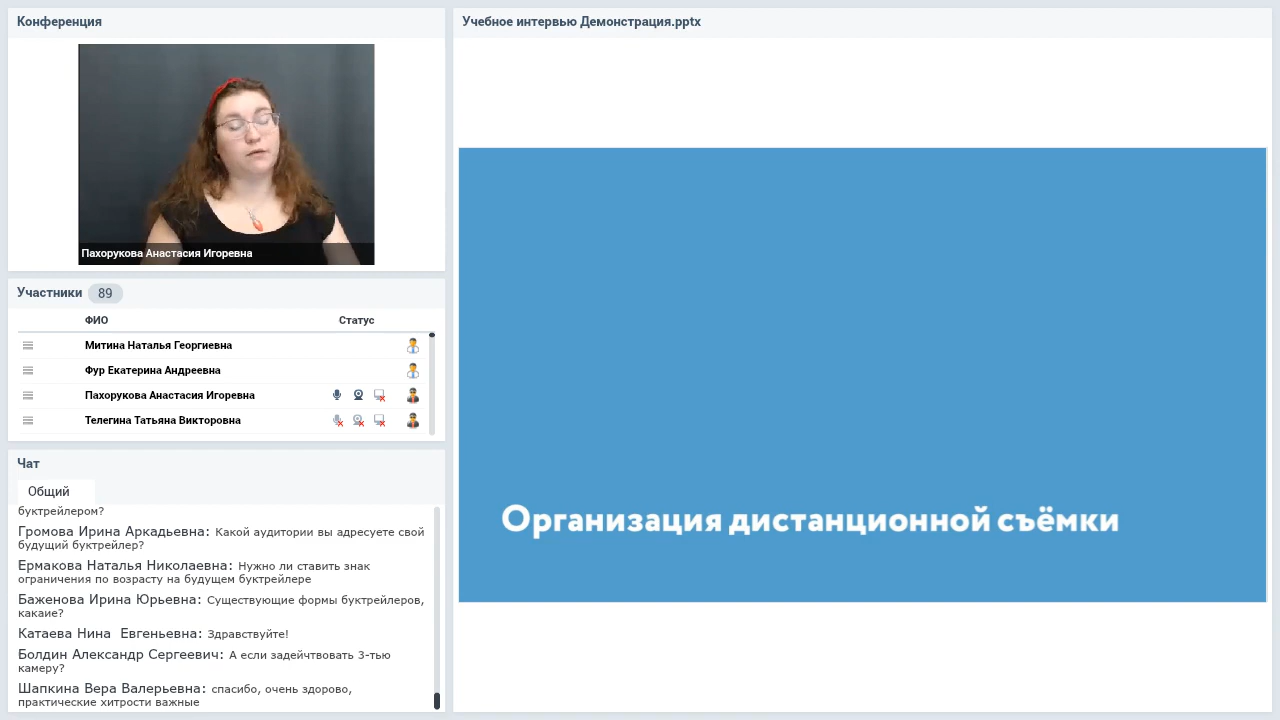 Конференция
Пахорукова Анастасия Игоревна
Участники 89
ФИО Статус
Митина Наталья Георгиевна
Фур Екатерина Андреевна
Пахорукова Анастасия Игоревна
Телегина Татьяна Викторовна
Чат
Общий
буктрейлером?
Громова Ирина Аркадьевна: Какой аудитории вы адресуете свой
будущий буктрейлер?
Ермакова Наталья Николаевна: Нужно ли ставить знак
ограничения по возрасту на будущем буктрейлере
Баженова Ирина Юрьевна: Существующие формы буктрейлеров,
какаие?
Катаева Нина  Евгеньевна: Здравствуйте!
Болдин Александр Сергеевич: А если задейчтвовать 3-тью
камеру?
Шапкина Вера Валерьевна: спасибо, очень здорово,
практические хитрости важные
Учебное интервью Демонстрация.pptx
Организация дистанционной съёмки